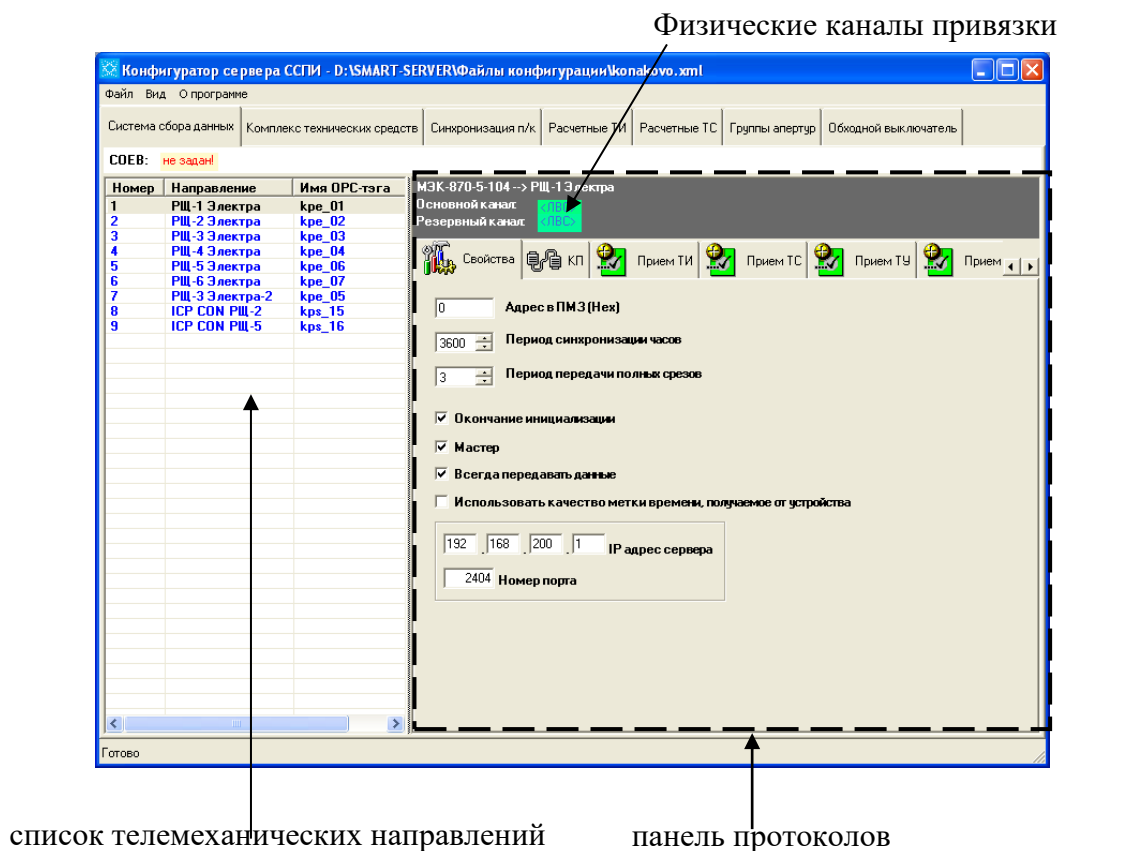 Физические каналы привязки
Конфигуратор сервера ССПИ - D:\SMART-SERVER\Файлы конфигурации\konakovo.xml
Файл Вид О программе
Система сбора данных Комплекс технических средств Синхронизация п/к Расчетные ТИ Расчетные ТС Группы апертур Обходной выключатель
СОЕВ: не задан!
Номер Направление Имя OPC-тэга
1 РЩ-1 Электра kpe_01
2 РЩ-2 Электра kpe_02
3 РЩ-3 Электра kpe_03
4 РЩ-4 Электра kpe_04
5 РЩ-5 Электра kpe_06
6 РЩ-6 Электра kpe_07
7 РЩ-3 Электра-2 kpe_05
8 ICP CON РЩ-2 kps_15
9 ICP CON РЩ-5 kps_16
МЭК-870-5-104 --> РЩ-1 Электра
Основной канал: <ЛВС>
Резервный канал: <ЛВС>
Свойства КП Прием ТИ Прием ТС Прием ТУ Прием
0 Адрес в ПМЗ (Hex)
3600 Период синхронизации часов
3 Период передачи полных срезов
Окончание инициализации
Мастер
Всегда передавать данные
Использовать качество метки времени, получаемое от устройства
192 . 168 . 200 . 1 IP адрес сервера
2404 Номер порта
Готово
список телемеханических направлений
панель протоколов